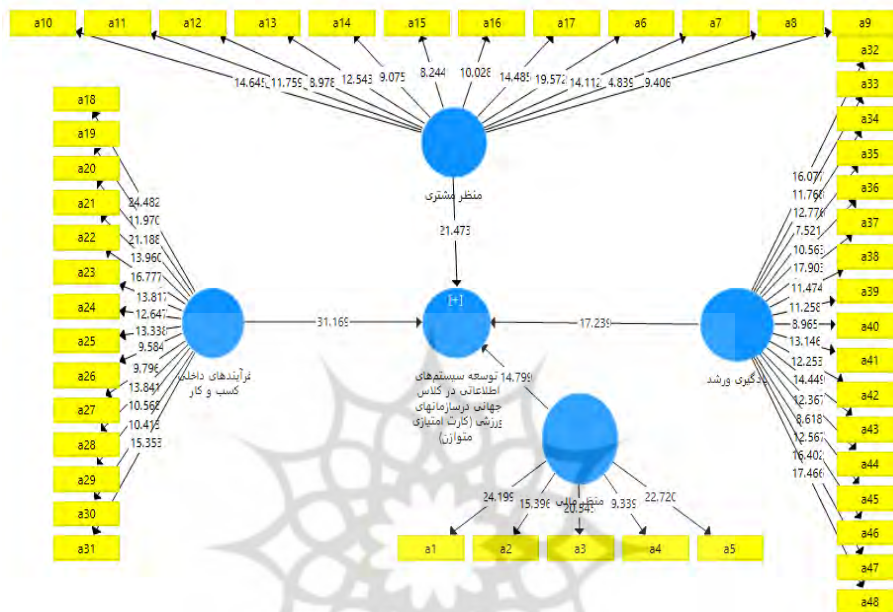 a10 a11 a12 a13 a14 a15 a16 a17 a6 a7 a8 a9
14.645 11.759 8.978 12.543 9.075 8.244 10.028 14.485 19.572 14.112 4.839 9.406
منظر مشتری
21.473
a18
a19
a20
a21
a22
a23
a24
a25
a26
a27
a28
a29
a30
a31
24.482
11.970
21.188
13.960
16.777
13.817
12.647
13.338
9.584
9.796
13.841
10.568
10.413
15.353
فرآیندهای داخلی
کسب و کار
31.169
[+]
توسعه سیستم‌های
اطلاعاتی در کلاس
جهانی درسازمانهای
ورزشی (کارت امتیازی
متوازن)
17.239
14.799
یادگیری ورشد
a32
a33
a34
a35
a36
a37
a38
a39
a40
a41
a42
a43
a44
a45
a46
a47
a48
16.077
11.768
12.776
7.521
10.563
17.903
11.474
11.258
8.965
13.146
12.253
14.449
12.367
8.618
12.567
16.402
17.466
منظر مالی
24.199 15.396 20.545 9.339 22.720
a1 a2 a3 a4 a5